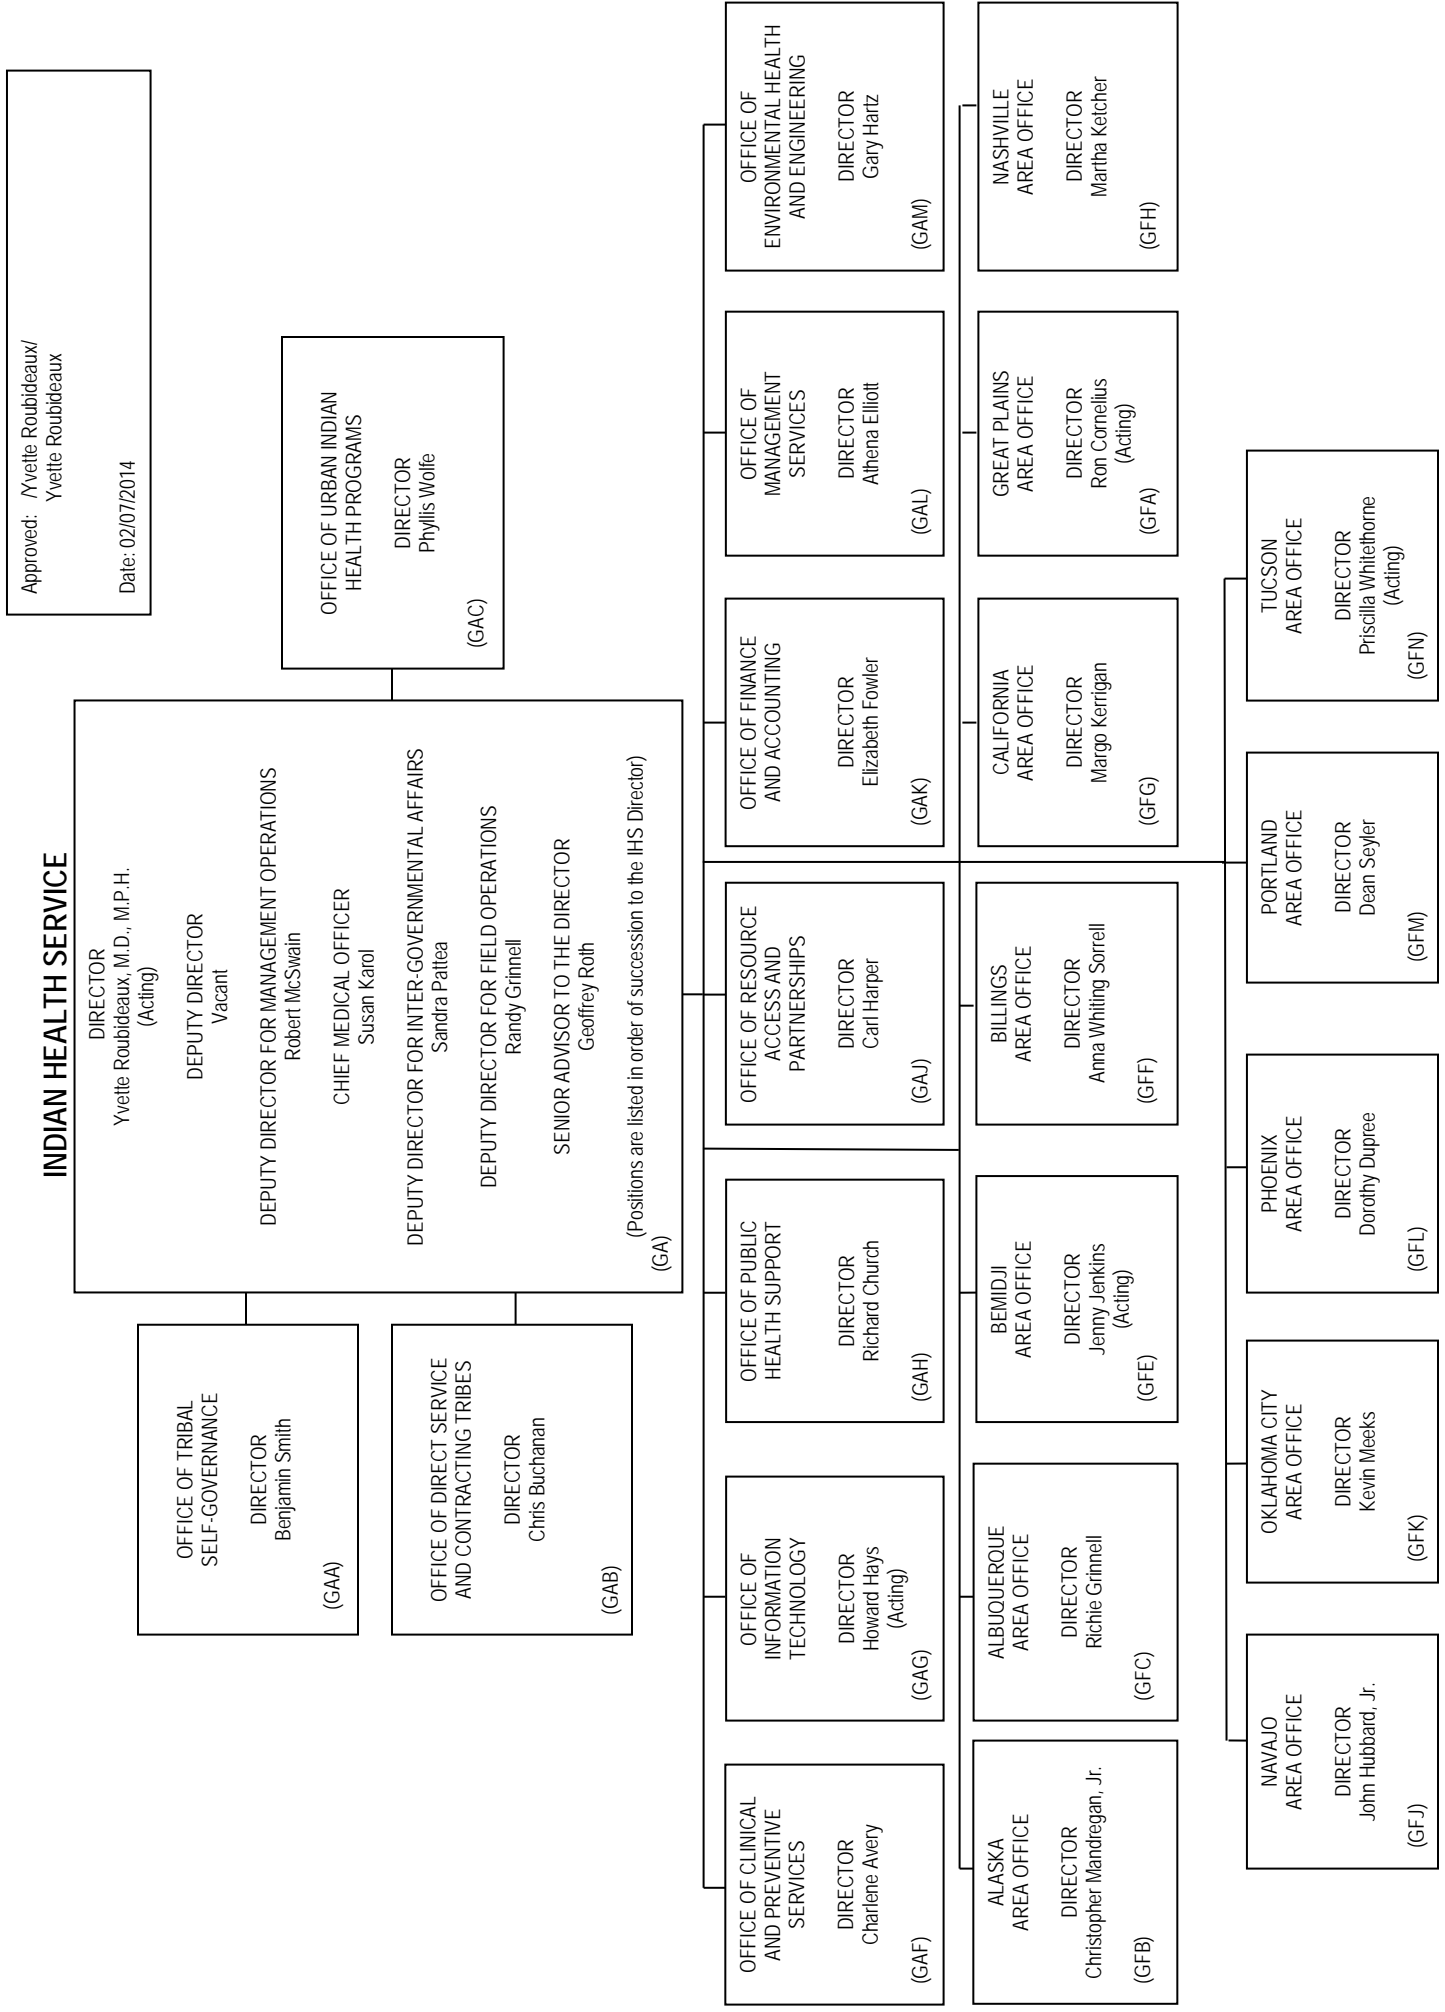 Approved: /Yvette Roubideaux/
Yvette Roubideaux
Date: 02/07/2014
INDIAN HEALTH SERVICE
DIRECTOR
Yvette Roubideaux, M.D., M.P.H.
(Acting)
DEPUTY DIRECTOR
Vacant
DEPUTY DIRECTOR FOR MANAGEMENT OPERATIONS
Robert McSwain
CHIEF MEDICAL OFFICER
Susan Karol
DEPUTY DIRECTOR FOR INTER-GOVERNMENTAL AFFAIRS
Sandra Pattea
DEPUTY DIRECTOR FOR FIELD OPERATIONS
Randy Grinnell
SENIOR ADVISOR TO THE DIRECTOR
Geoffrey Roth
(Positions are listed in order of succession to the IHS Director)
(GA)
OFFICE OF TRIBAL
SELF-GOVERNANCE
DIRECTOR
Benjamin Smith
(GAA)
OFFICE OF DIRECT SERVICE
AND CONTRACTING TRIBES
DIRECTOR
Chris Buchanan
(GAB)
OFFICE OF URBAN INDIAN
HEALTH PROGRAMS
DIRECTOR
Phyllis Wolfe
(GAC)
OFFICE OF CLINICAL
AND PREVENTIVE
SERVICES
DIRECTOR
Charlene Avery
(GAF)
OFFICE OF
INFORMATION
TECHNOLOGY
DIRECTOR
Howard Hays
(Acting)
(GAG)
OFFICE OF PUBLIC
HEALTH SUPPORT
DIRECTOR
Richard Church
(GAH)
OFFICE OF RESOURCE
ACCESS AND
PARTNERSHIPS
DIRECTOR
Carl Harper
(GAJ)
OFFICE OF FINANCE
AND ACCOUNTING
DIRECTOR
Elizabeth Fowler
(GAK)
OFFICE OF
MANAGEMENT
SERVICES
DIRECTOR
Athena Elliott
(GAL)
OFFICE OF
ENVIRONMENTAL HEALTH
AND ENGINEERING
DIRECTOR
Gary Hartz
(GAM)
ALASKA
AREA OFFICE
DIRECTOR
Christopher Mandregan, Jr.
(GFB)
ALBUQUERQUE
AREA OFFICE
DIRECTOR
Richie Grinnell
(GFC)
BEMIDJI
AREA OFFICE
DIRECTOR
Jenny Jenkins
(Acting)
(GFE)
BILLINGS
AREA OFFICE
DIRECTOR
Anna Whiting Sorrell
(GFF)
CALIFORNIA
AREA OFFICE
DIRECTOR
Margo Kerrigan
(GFG)
GREAT PLAINS
AREA OFFICE
DIRECTOR
Ron Cornelius
(Acting)
(GFA)
NASHVILLE
AREA OFFICE
DIRECTOR
Martha Ketcher
(GFH)
NAVAJO
AREA OFFICE
DIRECTOR
John Hubbard, Jr.
(GFJ)
OKLAHOMA CITY
AREA OFFICE
DIRECTOR
Kevin Meeks
(GFK)
PHOENIX
AREA OFFICE
DIRECTOR
Dorothy Dupree
(GFL)
PORTLAND
AREA OFFICE
DIRECTOR
Dean Seyler
(GFM)
TUCSON
AREA OFFICE
DIRECTOR
Priscilla Whitethorne
(Acting)
(GFN)